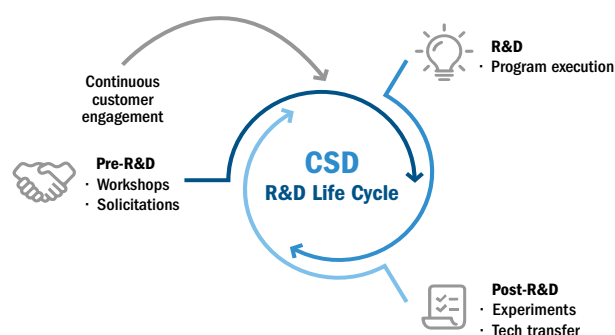 Continuous
customer
engagement
R&D
· Program execution
Pre-R&D
· Workshops
· Solicitations
CSD
R&D Life Cycle
Post-R&D
· Experiments
· Tech transfer